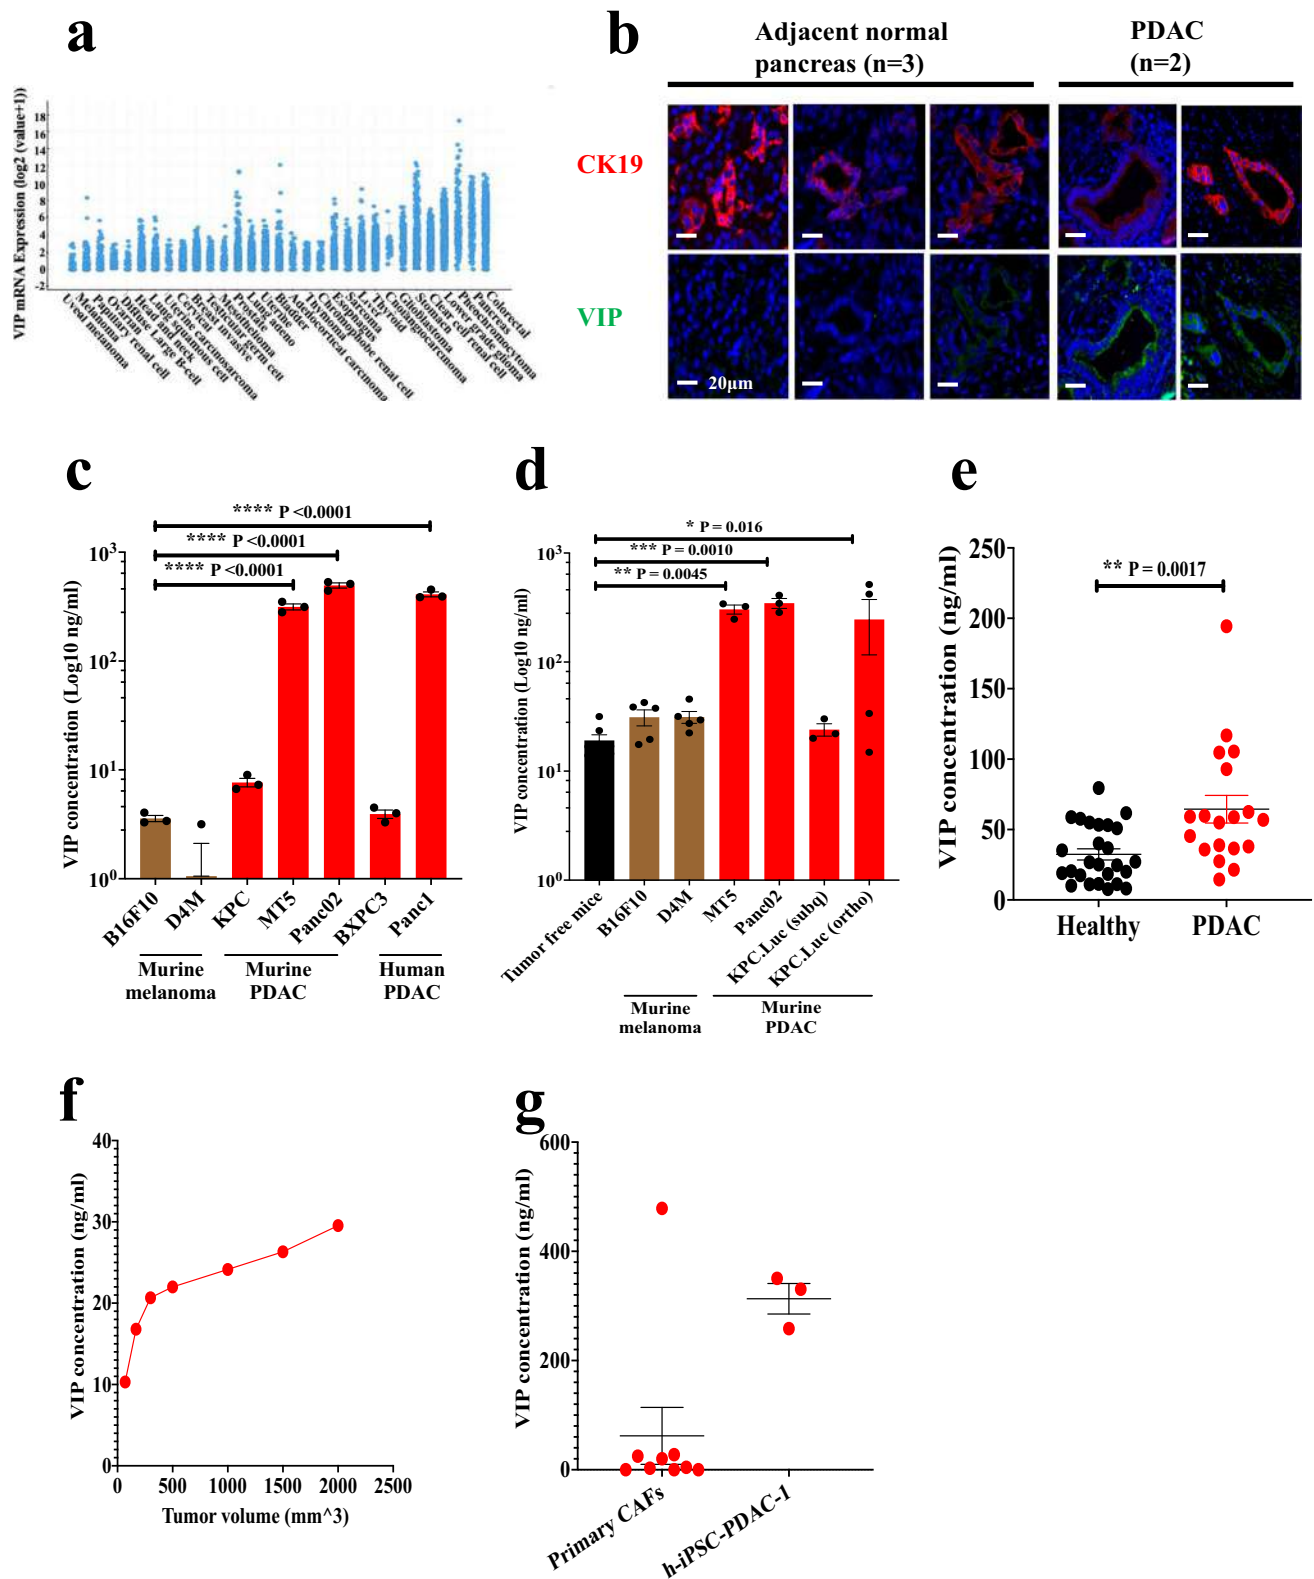 a
VIP mRNA Expression (log2 (value+1))
18
16
14
12
10
8
6
4
2
0
-2
Uveal melanoma
Melanoma
Papillary renal cell
Ovarian
Diffuse Large B-cell
Head and neck
Lung squamous cell
Uterine carcinosarcoma
Cervical
Breast invasive
Testicular germ cell
Mesothelioma
Prostate
Lung adeno
Uterine
Bladder
Adrenocortical carcinoma
Thymoma
Chromophobe renal cell
Esophagus
Sarcoma
Liver
Thyroid
Cholangiocarcinoma
Glioblastoma
Stomach
Clear cell renal cell
Lower grade glioma
Pancreas
Pheochromocytoma
Colorectal
b
Adjacent normal
pancreas (n=3)
PDAC
(n=2)
CK19
VIP
20μm
c
VIP concentration (Log10 ng/ml)
**** P <0.0001
**** P <0.0001
**** P <0.0001
10³
10²
10¹
10⁰
B16F10
D4M
KPC
MT5
Panc02
BXPC3
Panc1
Murine
melanoma
Murine
PDAC
Human
PDAC
d
VIP concentration (Log10 ng/ml)
* P = 0.016
*** P = 0.0010
** P = 0.0045
10³
10²
10¹
10⁰
Tumor free mice
B16F10
D4M
MT5
Panc02
KPC.Luc (subq)
KPC.Luc (ortho)
Murine
melanoma
Murine
PDAC
e
VIP concentration (ng/ml)
** P = 0.0017
250
200
150
100
50
0
Healthy
PDAC
f
VIP concentration (ng/ml)
40
30
20
10
0
0 500 1000 1500 2000 2500
Tumor volume (mm^3)
g
VIP concentration (ng/ml)
600
400
200
0
Primary CAFs
h-iPSC-PDAC-1